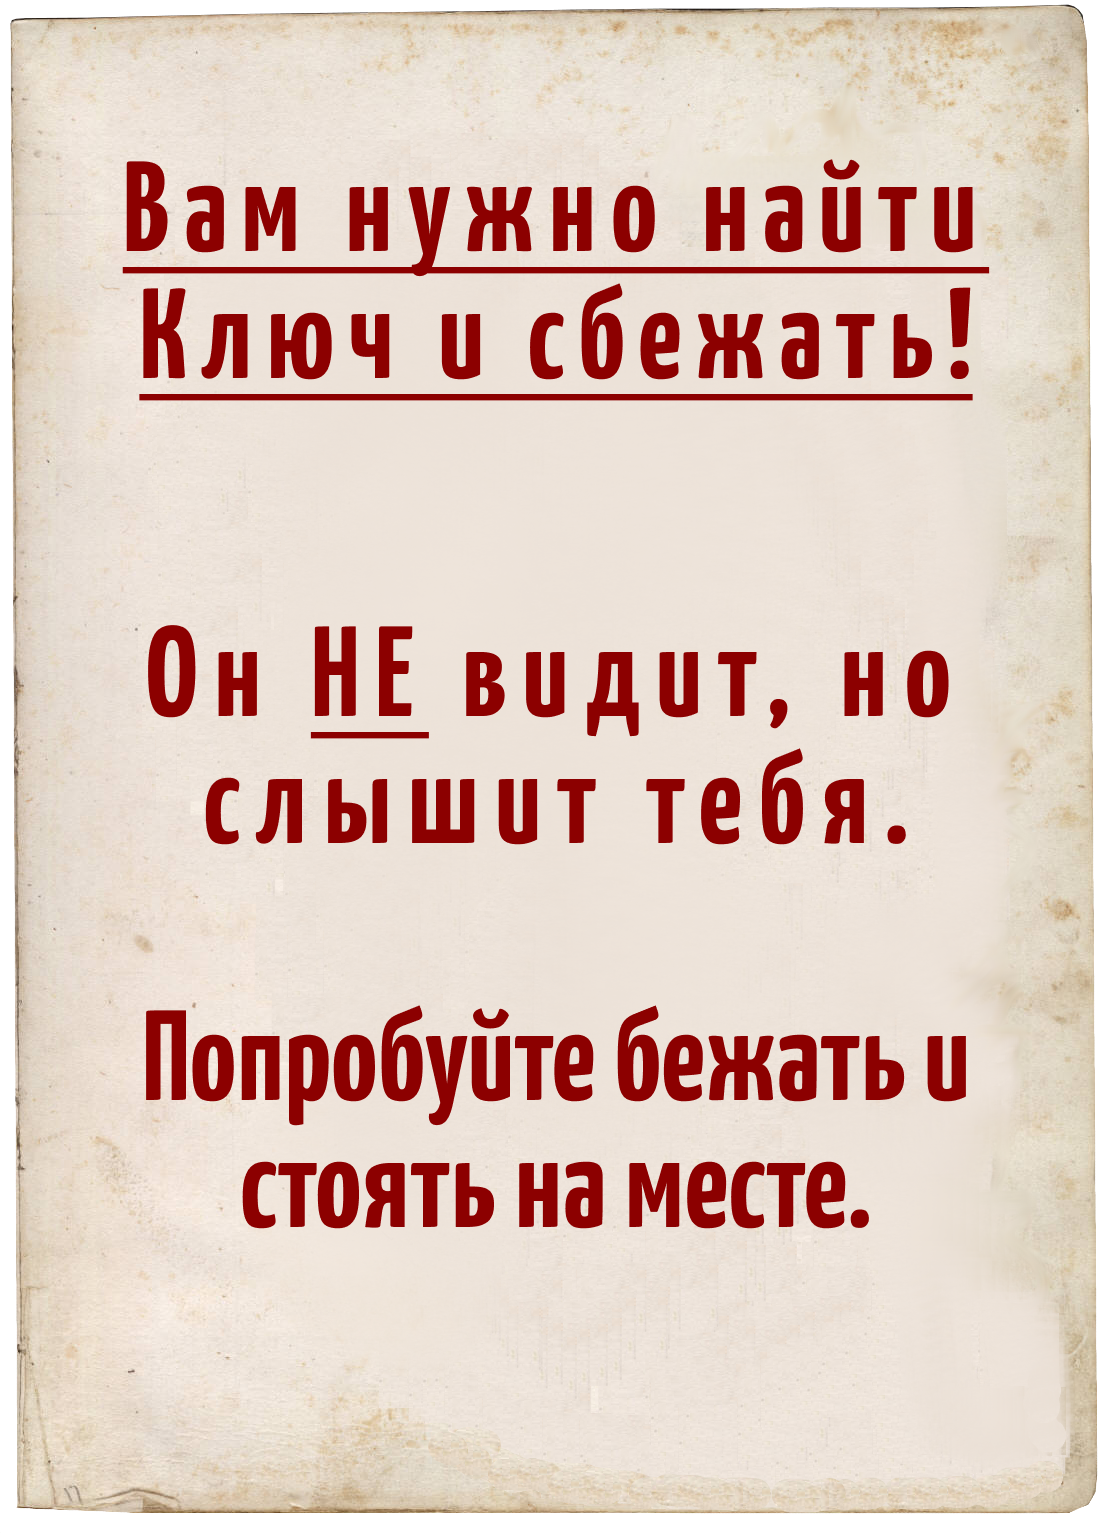 Вам нужно найти
Ключ и сбежать!
Он НЕ видит, но
слышит тебя.
Попробуйте бежать и
стоять на месте.